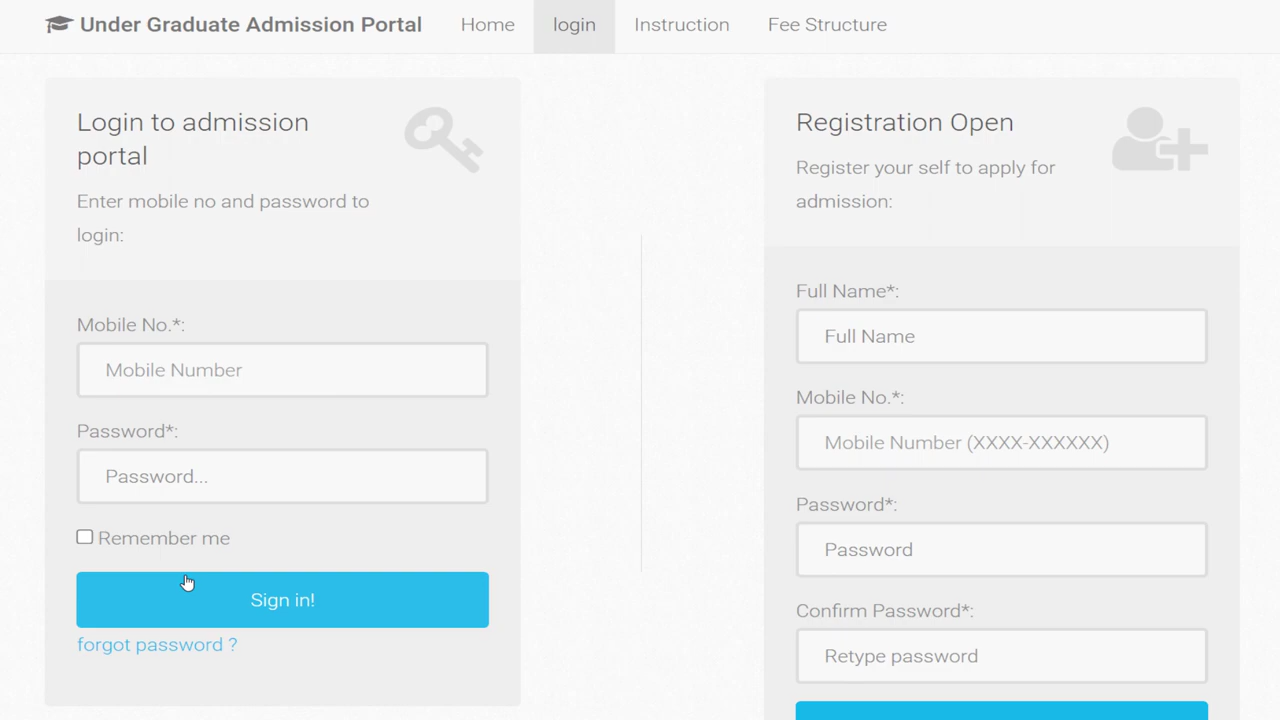 Under Graduate Admission Portal Home login Instruction Fee Structure
Login to admission
portal
Enter mobile no and password to
login:
Mobile No.*:
Mobile Number
Password*:
Password...
Remember me
Sign in!
forgot password ?
Registration Open
Register your self to apply for
admission:
Full Name*:
Full Name
Mobile No.*:
Mobile Number (XXXX-XXXXXX)
Password*:
Password
Confirm Password*:
Retype password